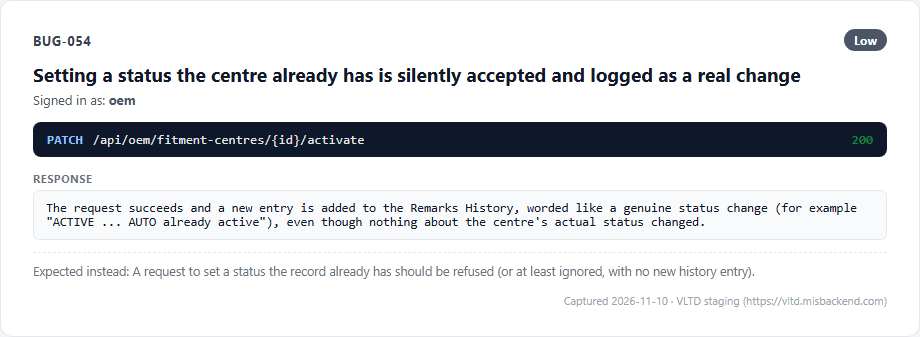 BUG-054
Low
Setting a status the centre already has is silently accepted and logged as a real change
Signed in as: oem
PATCH /api/oem/fitment-centres/{id}/activate 200
RESPONSE
The request succeeds and a new entry is added to the Remarks History, worded like a genuine status change (for example
"ACTIVE ... AUTO already active"), even though nothing about the centre's actual status changed.
Expected instead: A request to set a status the record already has should be refused (or at least ignored, with no new history entry).
Captured 2026-11-10 · VLTD staging (https://vltd.misbackend.com)